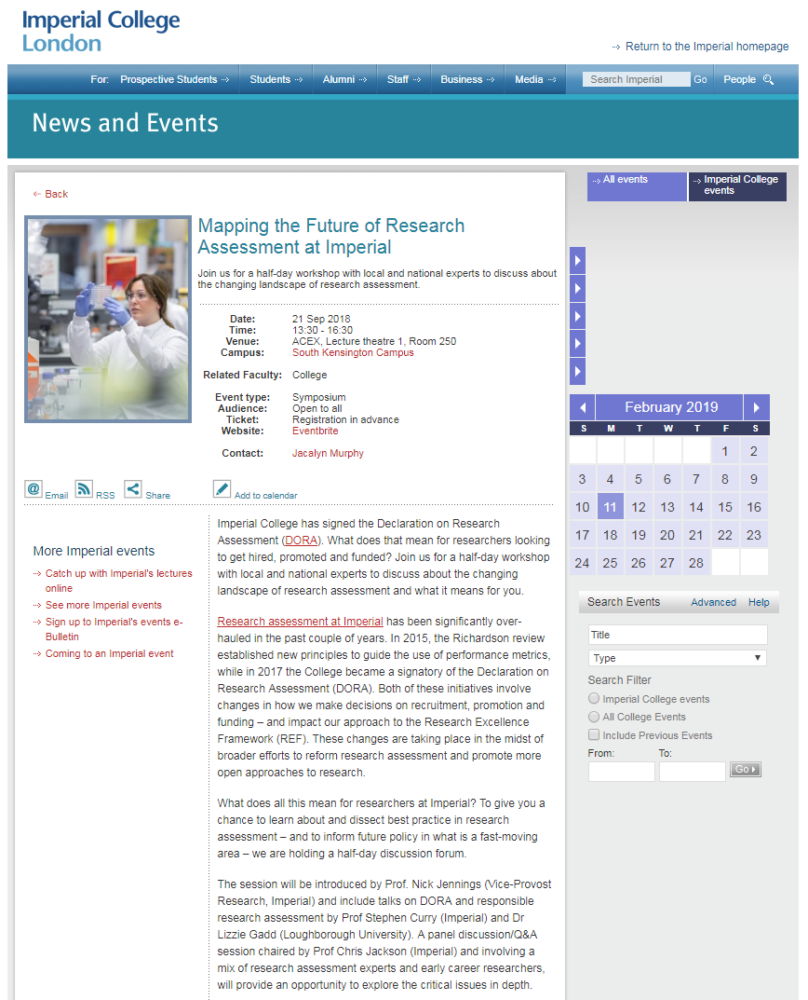 Imperial College
London
Return to the Imperial homepage
For: Prospective Students Students Alumni Staff Business Media Search Imperial Go People
News and Events
← Back
Mapping the Future of Research
Assessment at Imperial
Join us for a half-day workshop with local and national experts to discuss about
the changing landscape of research assessment.
Date: 21 Sep 2018
Time: 13:30 - 16:30
Venue: ACEX, Lecture theatre 1, Room 250
Campus: South Kensington Campus
Related Faculty: College
Event type: Symposium
Audience: Open to all
Ticket: Registration in advance
Website: Eventbrite
Contact: Jacalyn Murphy
@ Email RSS Share Add to calendar
More Imperial events
Catch up with Imperial's lectures
online
See more Imperial events
Sign up to Imperial's events e-
Bulletin
Coming to an Imperial event
Imperial College has signed the Declaration on Research
Assessment (DORA). What does that mean for researchers looking
to get hired, promoted and funded? Join us for a half-day workshop
with local and national experts to discuss about the changing
landscape of research assessment and what it means for you.
Research assessment at Imperial has been significantly over-
hauled in the past couple of years. In 2015, the Richardson review
established new principles to guide the use of performance metrics,
while in 2017 the College became a signatory of the Declaration on
Research Assessment (DORA). Both of these initiatives involve
changes in how we make decisions on recruitment, promotion and
funding – and impact our approach to the Research Excellence
Framework (REF). These changes are taking place in the midst of
broader efforts to reform research assessment and promote more
open approaches to research.
What does all this mean for researchers at Imperial? To give you a
chance to learn about and dissect best practice in research
assessment – and to inform future policy in what is a fast-moving
area – we are holding a half-day discussion forum.
The session will be introduced by Prof. Nick Jennings (Vice-Provost
Research, Imperial) and include talks on DORA and responsible
research assessment by Prof Stephen Curry (Imperial) and Dr
Lizzie Gadd (Loughborough University). A panel discussion/Q&A
session chaired by Prof Chris Jackson (Imperial) and involving a
mix of research assessment experts and early career researchers,
will provide an opportunity to explore the critical issues in depth.
All events
Imperial College
events
February 2019
S M T W T F S
1 2
3 4 5 6 7 8 9
10 11 12 13 14 15 16
17 18 19 20 21 22 23
24 25 26 27 28
Search Events Advanced Help
Title
Type
Search Filter
Imperial College events
All College Events
Include Previous Events
From: To:
Go